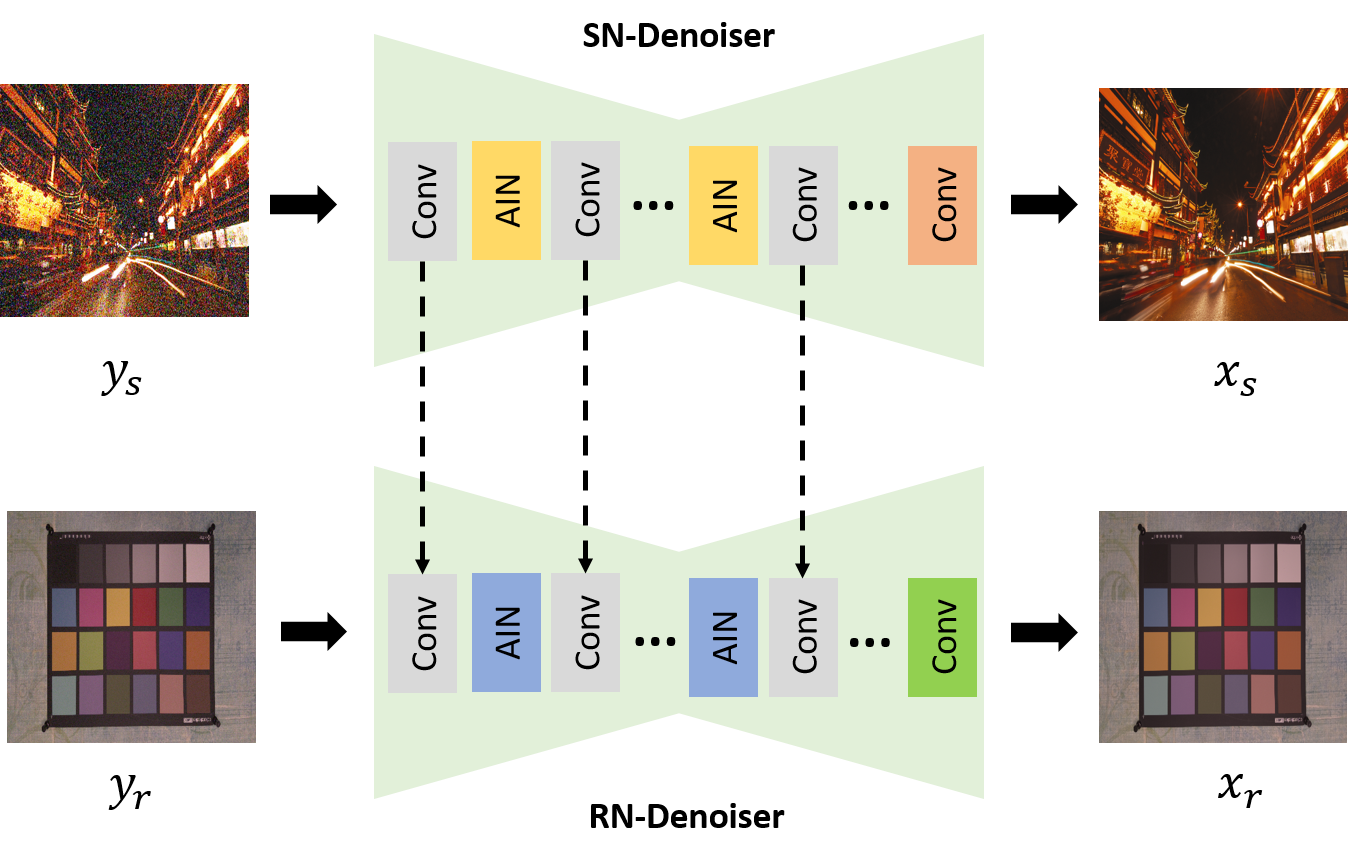 SN-Denoiser
Conv
AIN
Conv
...
AIN
Conv
...
Conv
y_s
x_s
Conv
AIN
Conv
...
AIN
Conv
...
Conv
y_r
x_r
RN-Denoiser